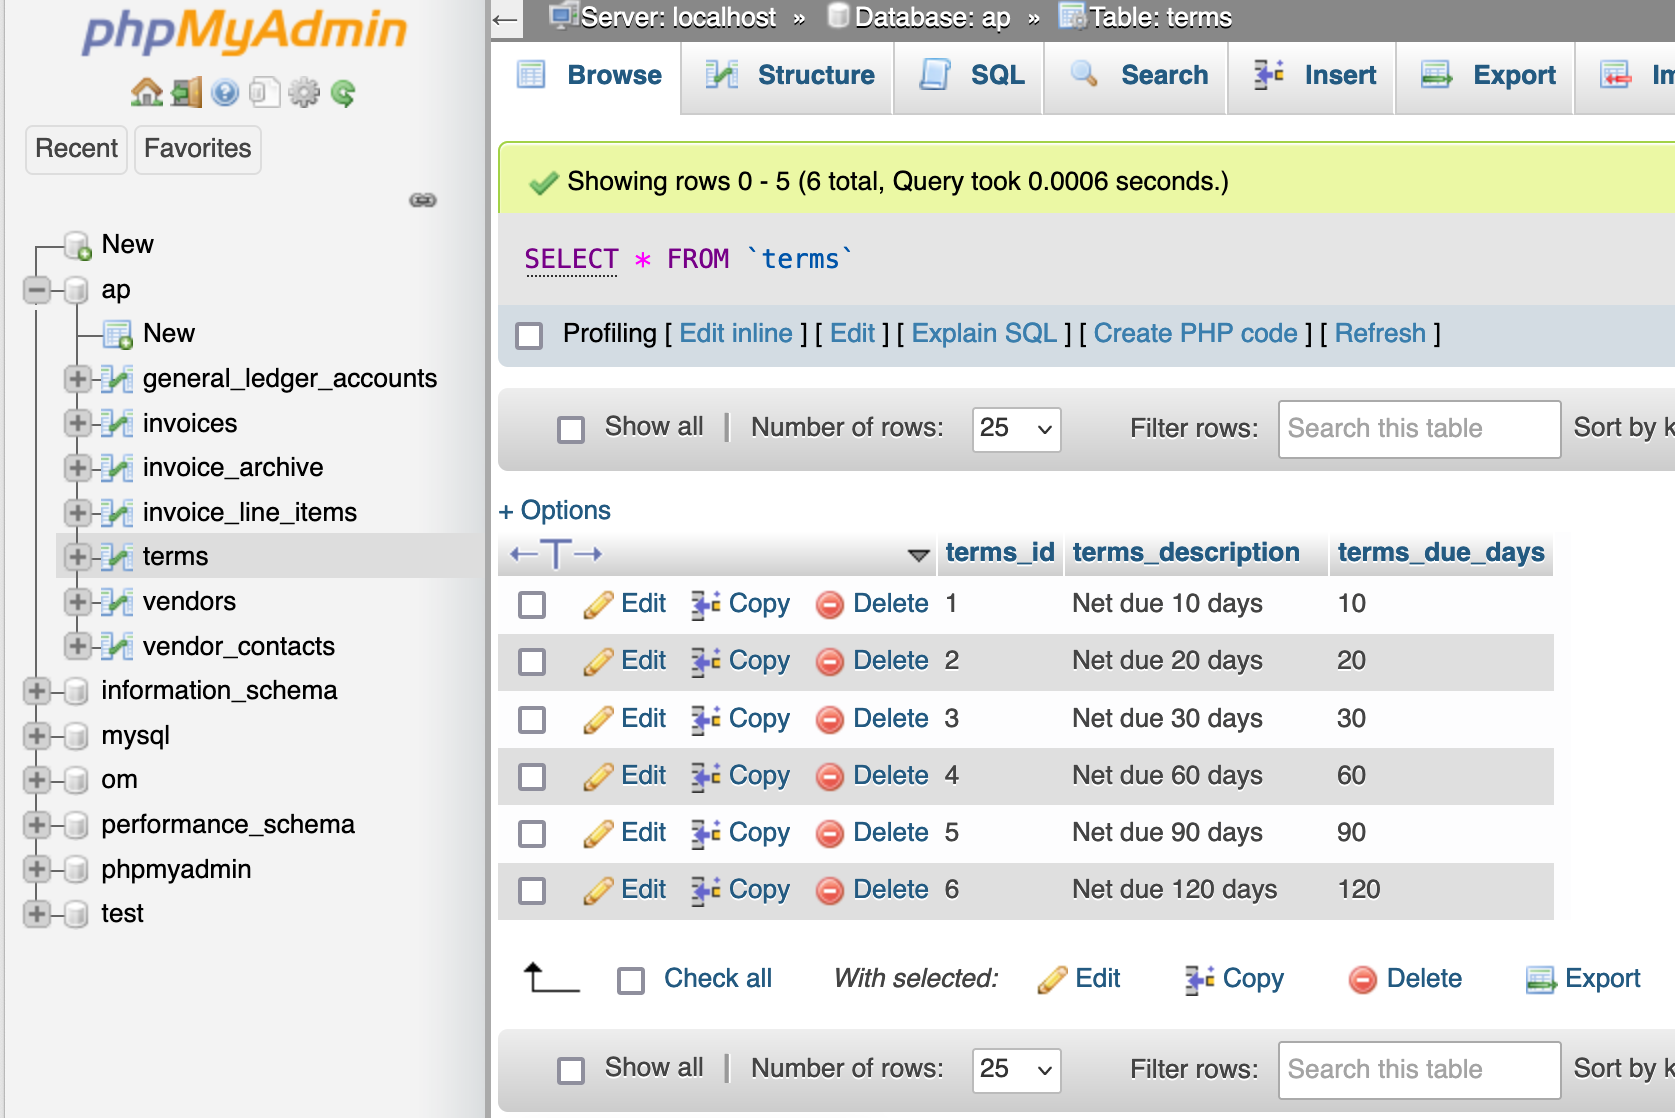 phpMyAdmin
Recent Favorites
New
ap
New
general_ledger_accounts
invoices
invoice_archive
invoice_line_items
terms
vendors
vendor_contacts
information_schema
mysql
om
performance_schema
phpmyadmin
test
← Server: localhost » Database: ap » Table: terms
Browse Structure SQL Search Insert Export Im
Showing rows 0 - 5 (6 total, Query took 0.0006 seconds.)
SELECT * FROM `terms`
Profiling [ Edit inline ] [ Edit ] [ Explain SQL ] [ Create PHP code ] [ Refresh ]
Show all | Number of rows: 25 Filter rows: Search this table Sort by k
+ Options
←T→ terms_id terms_description terms_due_days
Edit Copy Delete 1 Net due 10 days 10
Edit Copy Delete 2 Net due 20 days 20
Edit Copy Delete 3 Net due 30 days 30
Edit Copy Delete 4 Net due 60 days 60
Edit Copy Delete 5 Net due 90 days 90
Edit Copy Delete 6 Net due 120 days 120
Check all With selected: Edit Copy Delete Export
Show all | Number of rows: 25 Filter rows: Search this table Sort by k